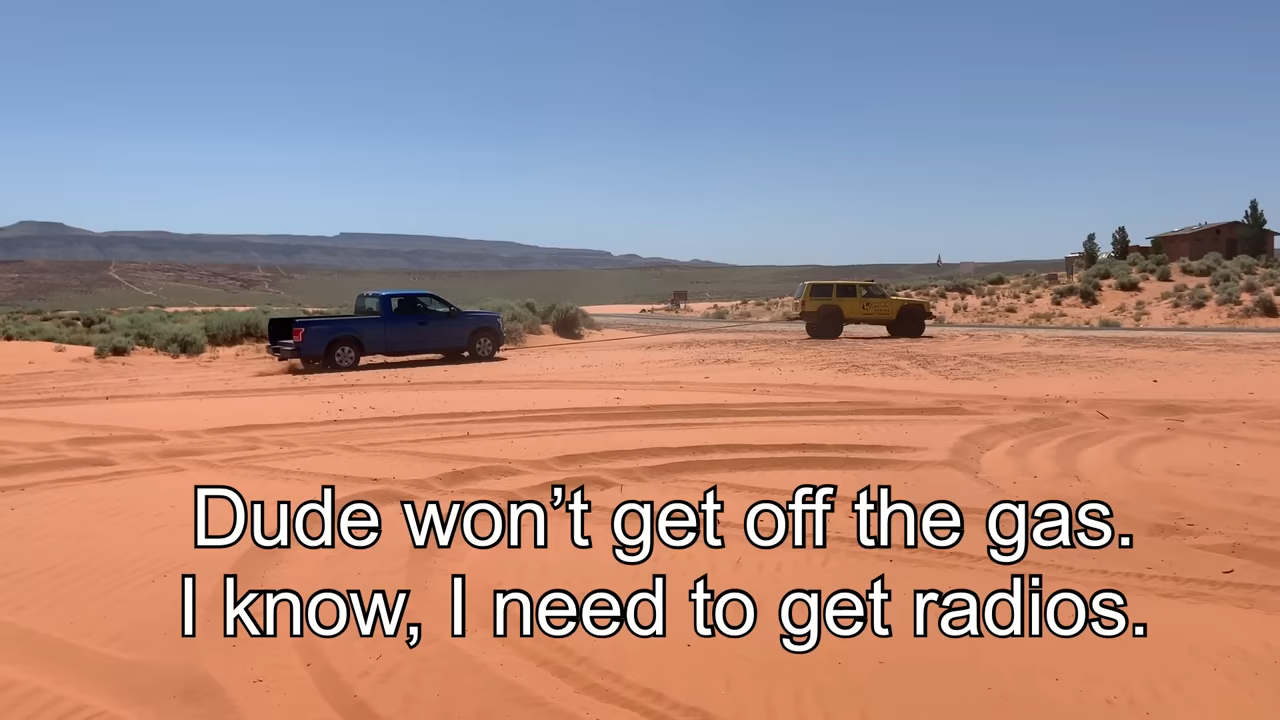 Dude won’t get off the gas.
I know, I need to get radios.